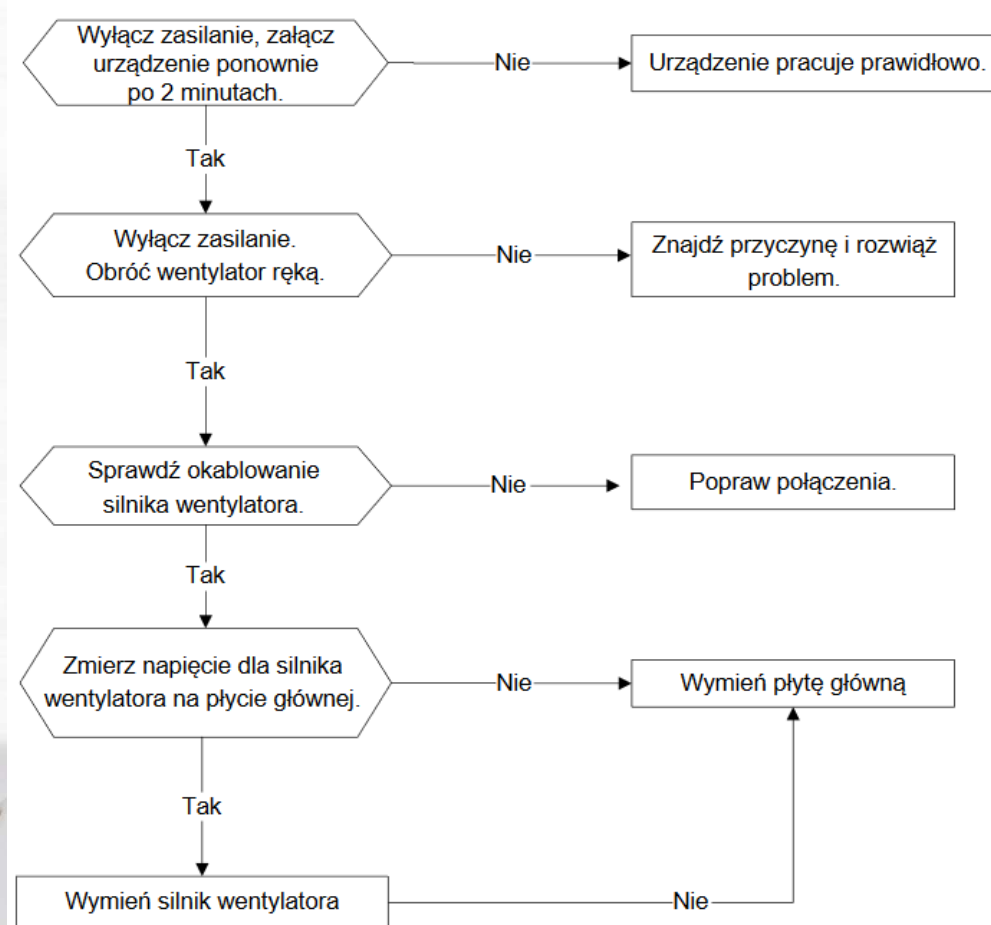 Wyłącz zasilanie, załącz
urządzenie ponownie
po 2 minutach.
Nie
Urządzenie pracuje prawidłowo.
Tak
Wyłącz zasilanie.
Obróć wentylator ręką.
Nie
Znajdź przyczynę i rozwiąż
problem.
Tak
Sprawdź okablowanie
silnika wentylatora.
Nie
Popraw połączenia.
Tak
Zmierz napięcie dla silnika
wentylatora na płycie głównej.
Nie
Wymień płytę główną
Tak
Wymień silnik wentylatora
Nie